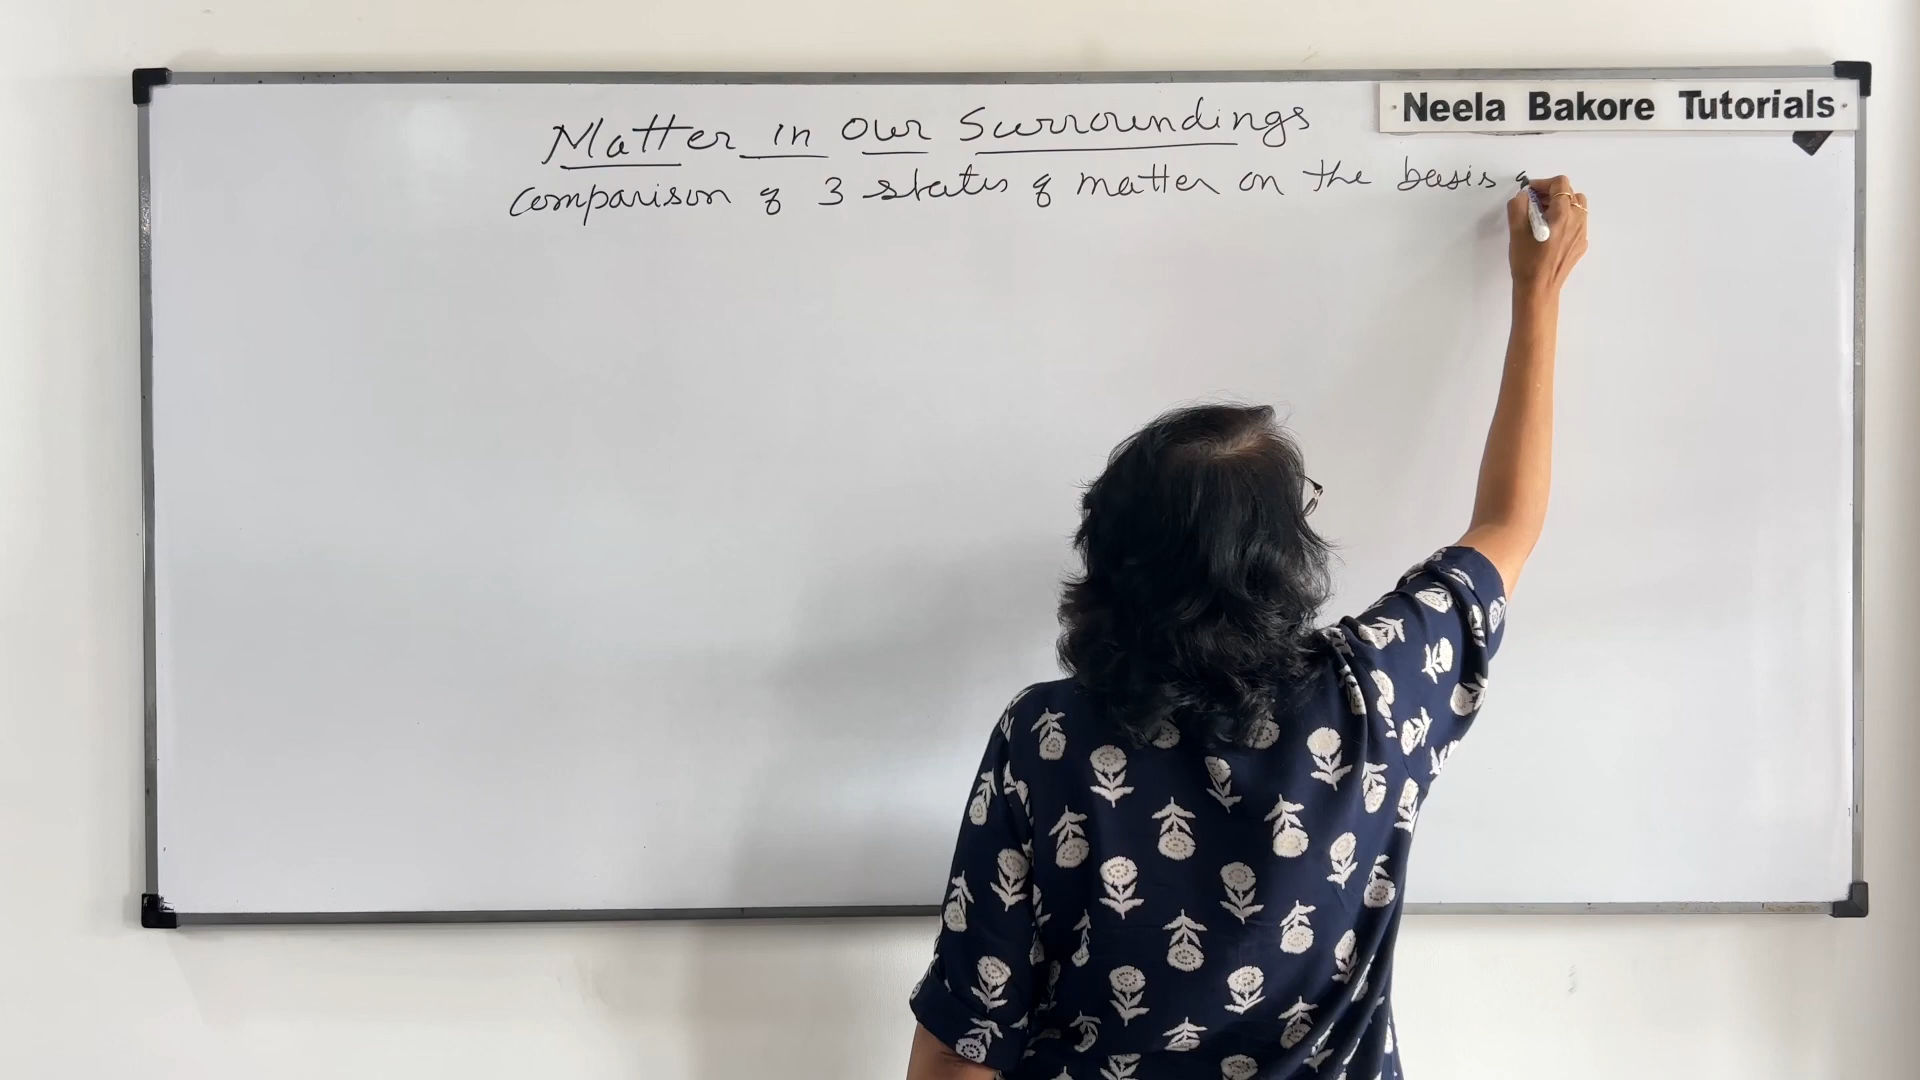 Neela Bakore Tutorials
Matter in Our Surroundings
Comparison of 3 states of matter on the basis